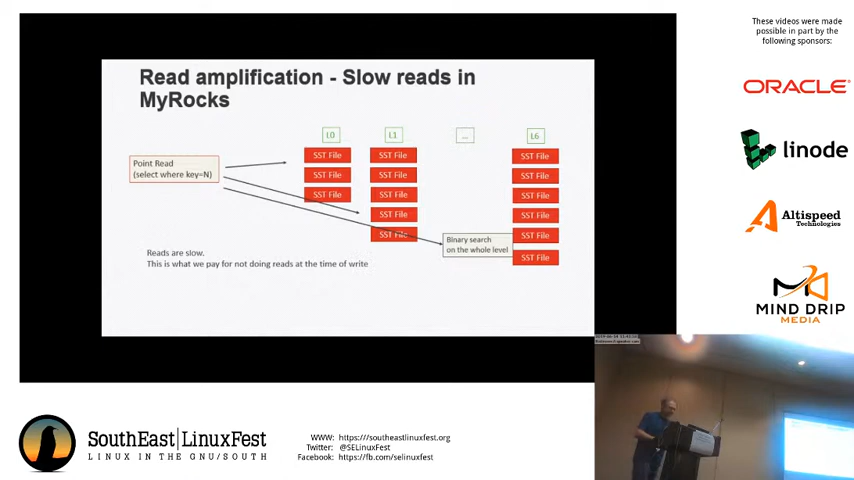 Read amplification - Slow reads in
MyRocks
L0
L1
...
L6
Point Read
(select where key=N)
SST File
SST File
SST File
SST File
SST File
SST File
SST File
SST File
SST File
SST File
SST File
SST File
SST File
SST File
Binary search
on the whole level
Reads are slow.
This is what we pay for not doing reads at the time of write
These videos were made
possible in part by the
following sponsors:
ORACLE®
linode
Altispeed
Technologies
MIND DRIP
MEDIA
SouthEast|LinuxFest
LINUX IN THE GNU/SOUTH
WWW: https://southeastlinuxfest.org
Twitter: @SELinuxFest
Facebook: https://fb.com/selinuxfest